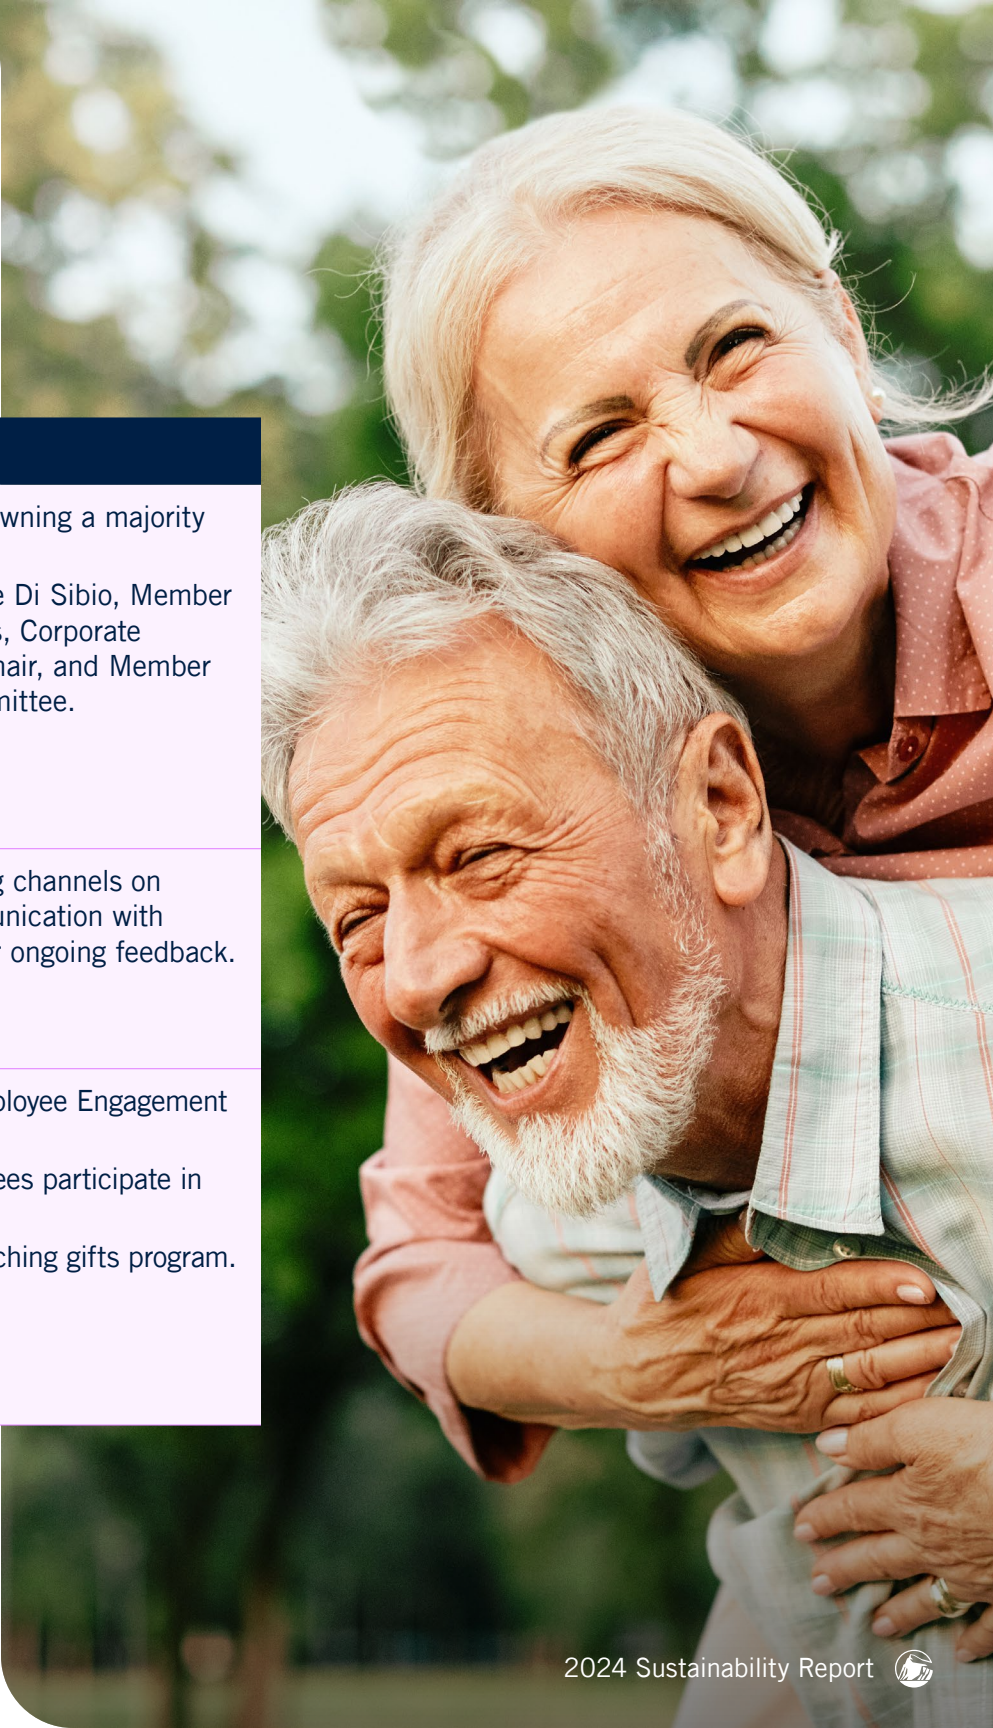 wning a majority
e Di Sibio, Member
s, Corporate
hair, and Member
mittee.
g channels on
unication with
r ongoing feedback.
ployee Engagement
ees participate in
ching gifts program.
2024 Sustainability Report